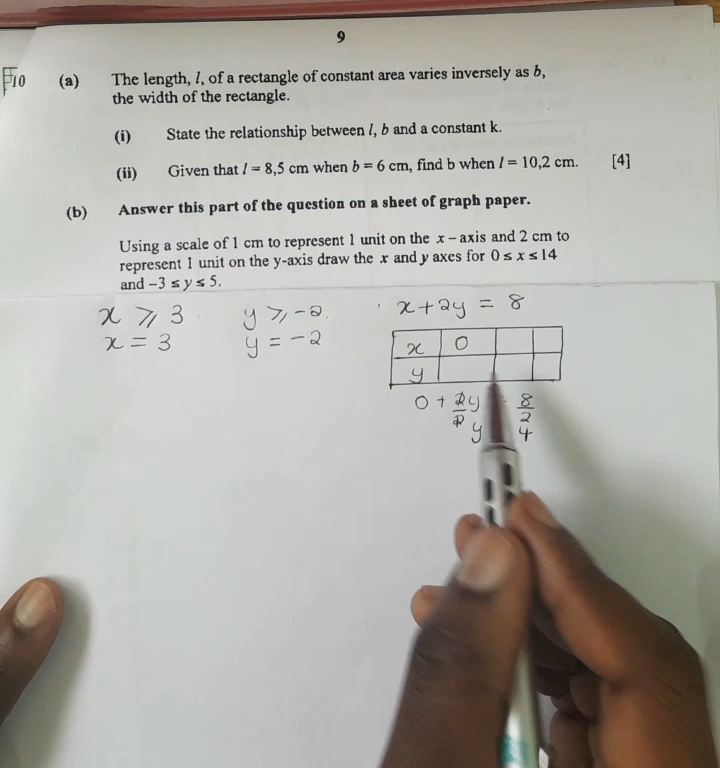 9
10 (a) The length, l, of a rectangle of constant area varies inversely as b,
the width of the rectangle.
(i) State the relationship between l, b and a constant k.
(ii) Given that l = 8,5 cm when b = 6 cm, find b when l = 10,2 cm. [4]
(b) Answer this part of the question on a sheet of graph paper.
Using a scale of 1 cm to represent 1 unit on the x – axis and 2 cm to
represent 1 unit on the y-axis draw the x and y axes for 0 ≤ x ≤ 14
and –3 ≤ y ≤ 5.
x ⩾ 3 y ⩾ -2. x + 2y = 8
x = 3 y = -2
x 0
y
0 + 2y 8
2 2
y 4